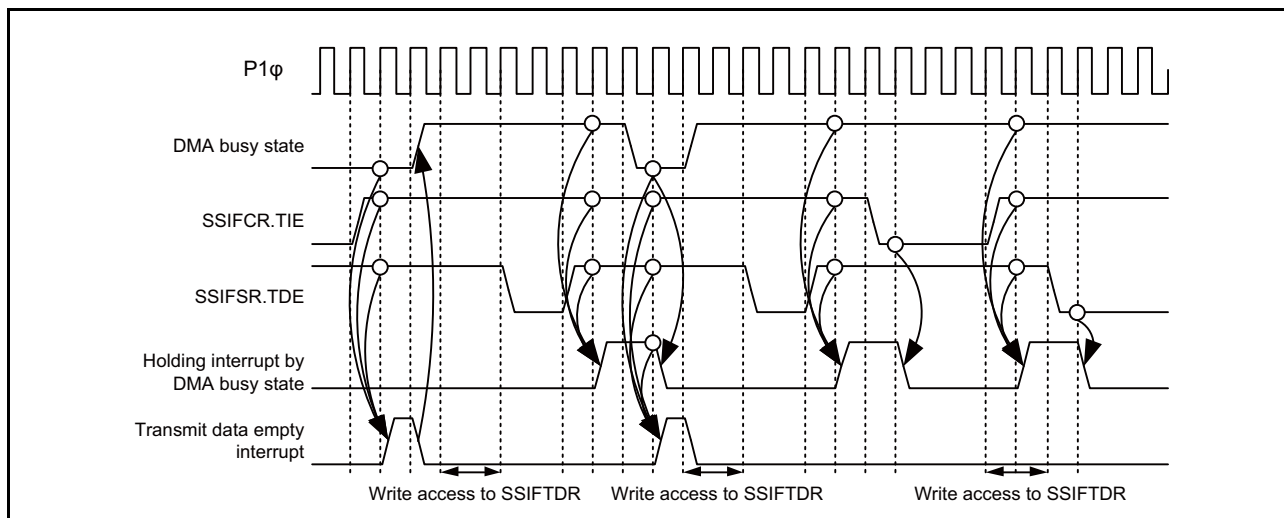 P1φ
DMA busy state
SSIFCR.TIE
SSIFSR.TDE
Holding interrupt by
DMA busy state
Transmit data empty
interrupt
Write access to SSIFTDR
Write access to SSIFTDR
Write access to SSIFTDR